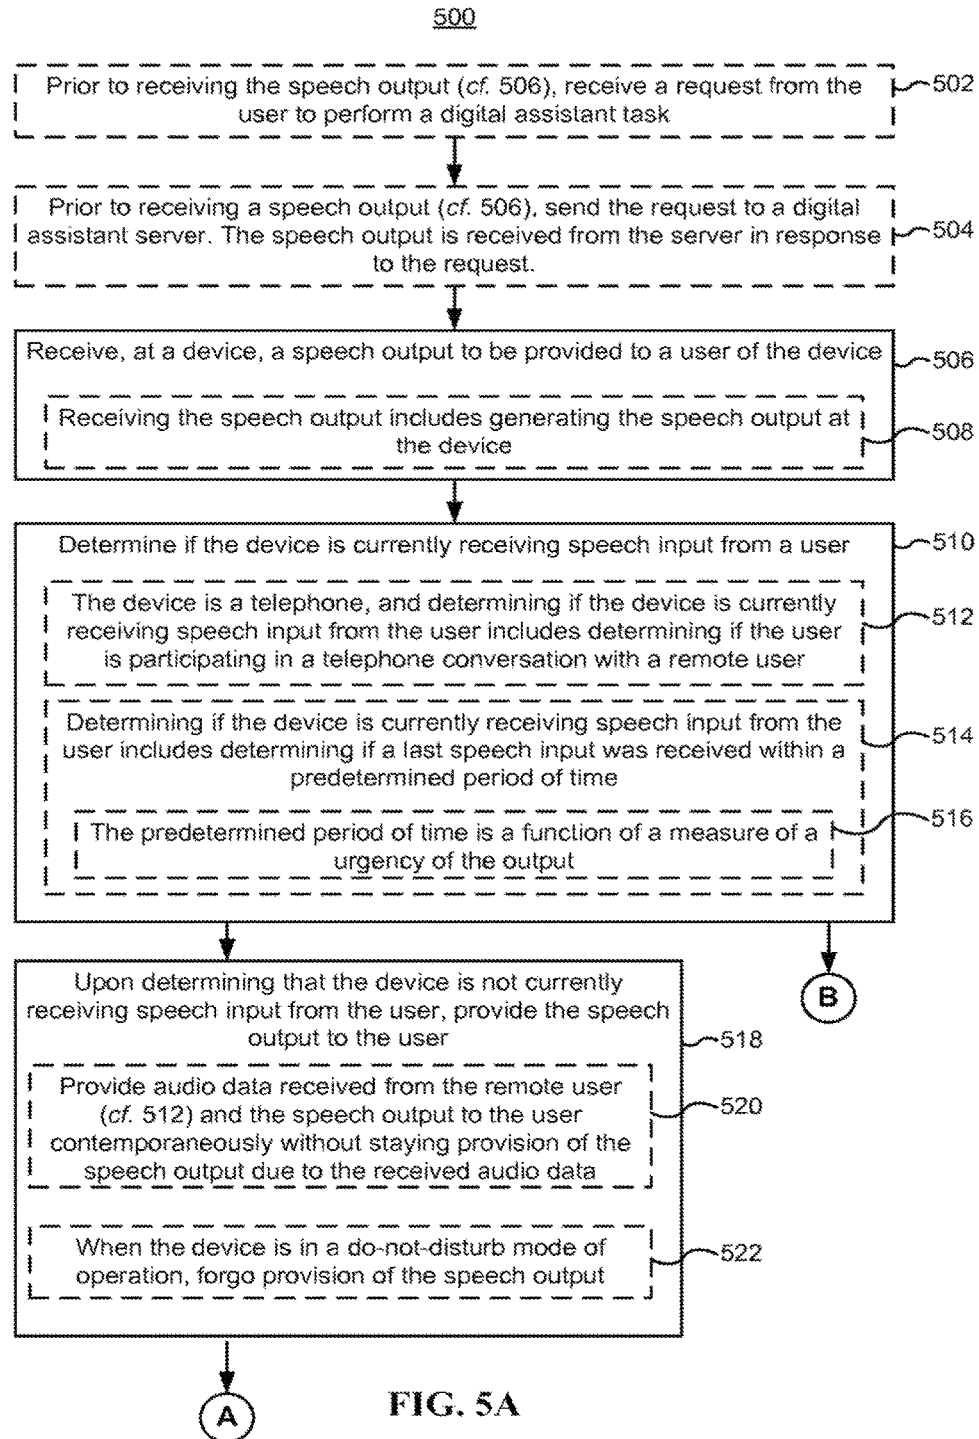 500
Prior to receiving the speech output (cf. 506), receive a request from the
user to perform a digital assistant task
502
Prior to receiving a speech output (cf. 506), send the request to a digital
assistant server. The speech output is received from the server in response
to the request.
504
Receive, at a device, a speech output to be provided to a user of the device
506
Receiving the speech output includes generating the speech output at
the device
508
Determine if the device is currently receiving speech input from a user
510
The device is a telephone, and determining if the device is currently
receiving speech input from the user includes determining if the user
is participating in a telephone conversation with a remote user
512
Determining if the device is currently receiving speech input from the
user includes determining if a last speech input was received within a
predetermined period of time
514
The predetermined period of time is a function of a measure of a
urgency of the output
516
Upon determining that the device is not currently
receiving speech input from the user, provide the speech
output to the user
518
B
Provide audio data received from the remote user
(cf. 512) and the speech output to the user
contemporaneously without staying provision of the
speech output due to the received audio data
520
When the device is in a do-not-disturb mode of
operation, forgo provision of the speech output
522
A
FIG. 5A